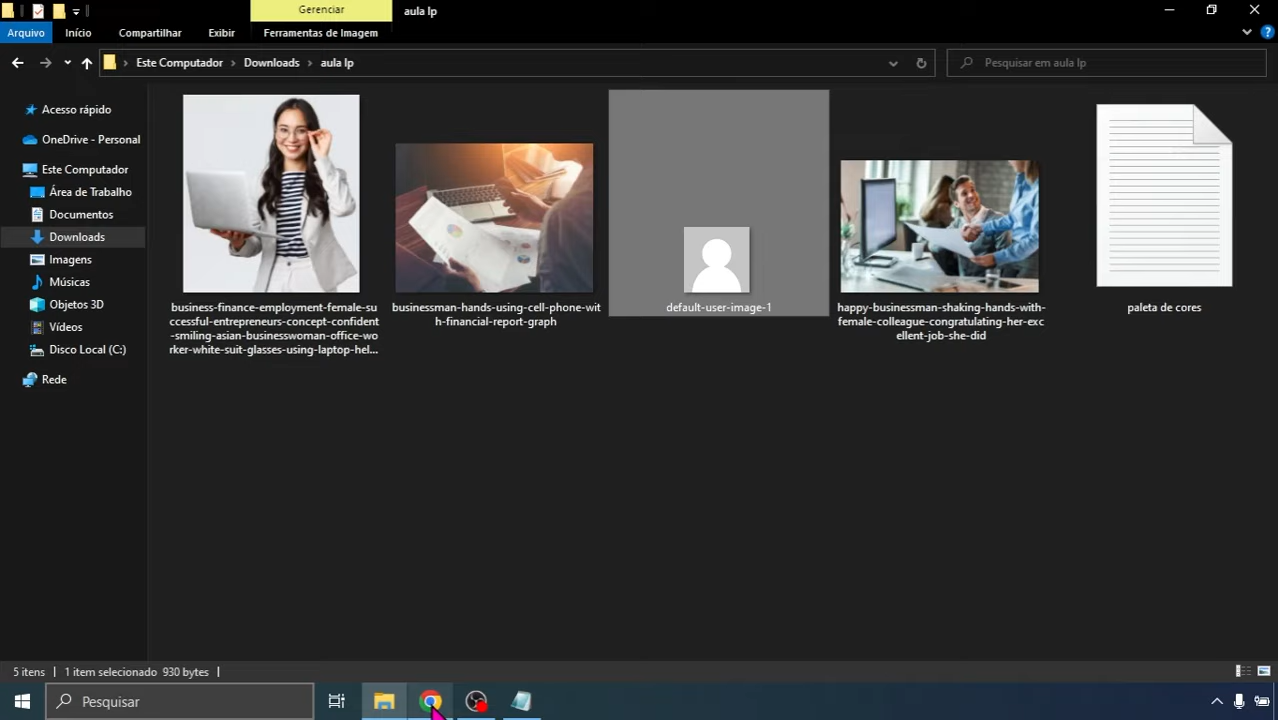 Gerenciar
aula lp
Arquivo
Início
Compartilhar
Exibir
Ferramentas de Imagem
Este Computador
Downloads
aula lp
Pesquisar em aula lp
Acesso rápido
OneDrive - Personal
Este Computador
Área de Trabalho
Documentos
Downloads
Imagens
Músicas
Objetos 3D
Vídeos
Disco Local (C:)
Rede
business-finance-employment-female-su
ccessful-entrepreneurs-concept-confident
-smiling-asian-businesswoman-office-wo
rker-white-suit-glasses-using-laptop-hel...
businessman-hands-using-cell-phone-wit
h-financial-report-graph
default-user-image-1
happy-businessman-shaking-hands-with-
female-colleague-congratulating-her-exc
ellent-job-she-did
paleta de cores
5 itens
1 item selecionado 930 bytes
Pesquisar